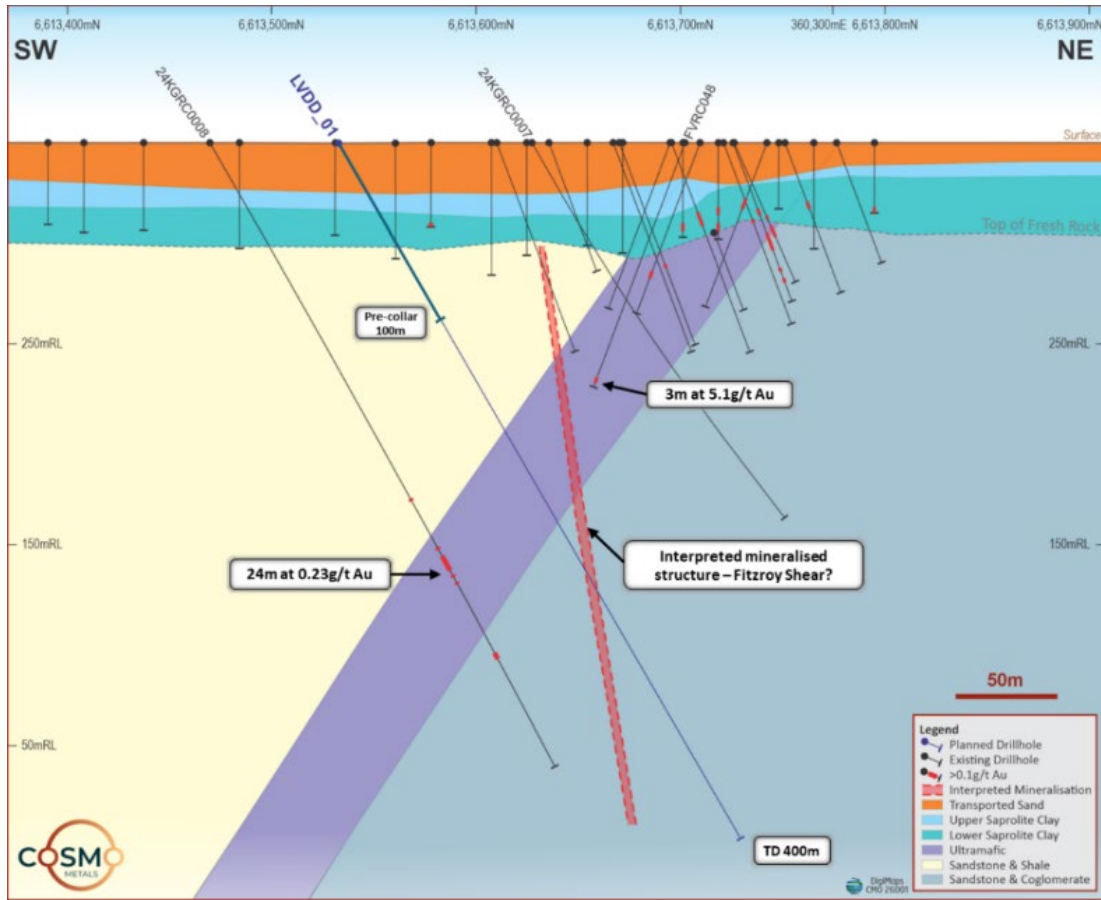 6,613,400mN
6,613,500mN
6,613,600mN
6,613,700mN
360,300mE 6,613,800mN
6,613,900mN
SW
NE
24KGRC0008
LVDD_01
24KGRC0007
FVRC048
Surface
Top of Fresh Rock
Pre-collar
100m
250mRL
250mRL
3m at 5.1g/t Au
150mRL
150mRL
24m at 0.23g/t Au
Interpreted mineralised
structure – Fitzroy Shear?
50m
50mRL
TD 400m
Legend
Planned Drillhole
Existing Drillhole
>0.1g/t Au
Interpreted Mineralisation
Transported Sand
Upper Saprolite Clay
Lower Saprolite Clay
Ultramafic
Sandstone & Shale
Sandstone & Coglomerate
COSMO
METALS
DigiMaps
CMO 26001